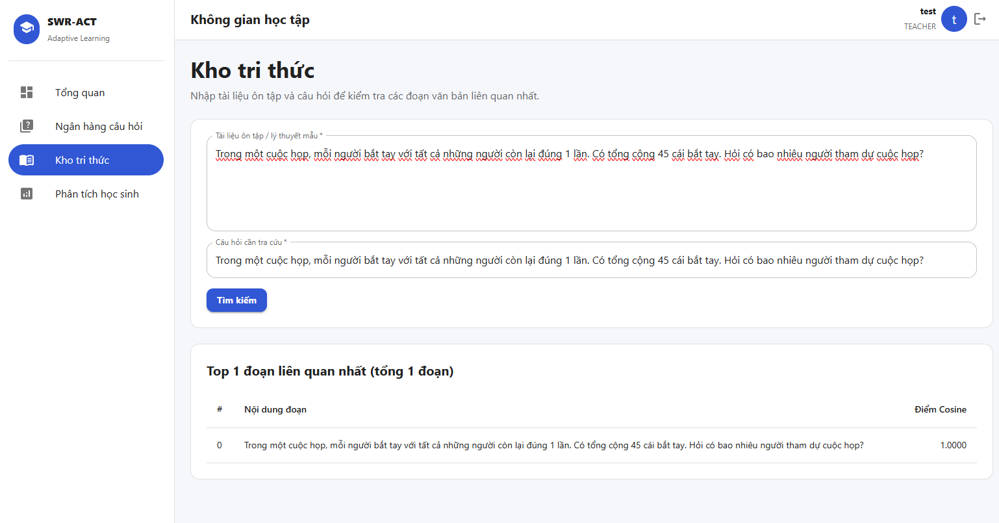 SWR-ACT
Adaptive Learning
Tổng quan
Ngân hàng câu hỏi
Kho tri thức
Phân tích học sinh
Không gian học tập
test
TEACHER
t
Kho tri thức
Nhập tài liệu ôn tập và câu hỏi để kiểm tra các đoạn văn bản liên quan nhất.
Tài liệu ôn tập / lý thuyết mẫu *
Trong một cuộc họp, mỗi người bắt tay với tất cả những người còn lại đúng 1 lần. Có tổng cộng 45 cái bắt tay. Hỏi có bao nhiêu người tham dự cuộc họp?
Câu hỏi cần tra cứu *
Trong một cuộc họp, mỗi người bắt tay với tất cả những người còn lại đúng 1 lần. Có tổng cộng 45 cái bắt tay. Hỏi có bao nhiêu người tham dự cuộc họp?
Tìm kiếm
Top 1 đoạn liên quan nhất (tổng 1 đoạn)
# Nội dung đoạn Điểm Cosine
0 Trong một cuộc họp, mỗi người bắt tay với tất cả những người còn lại đúng 1 lần. Có tổng cộng 45 cái bắt tay. Hỏi có bao nhiêu người tham dự cuộc họp? 1.0000